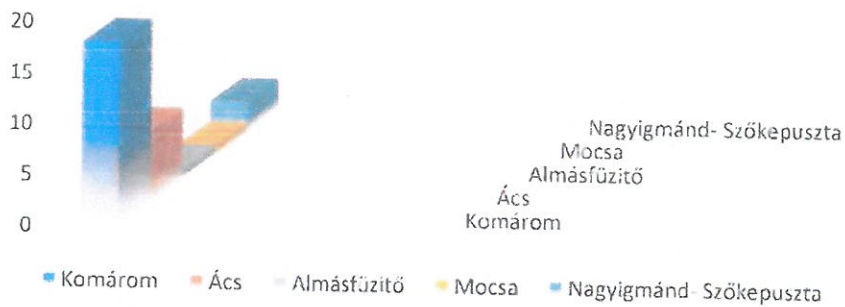 20
15
10
5
0
Nagyigmánd- Szőkepuszta
Mocsa
Almásfüzitő
Ács
Komárom
Komárom Ács Almásfüzitő Mocsa Nagyigmánd- Szőkepuszta